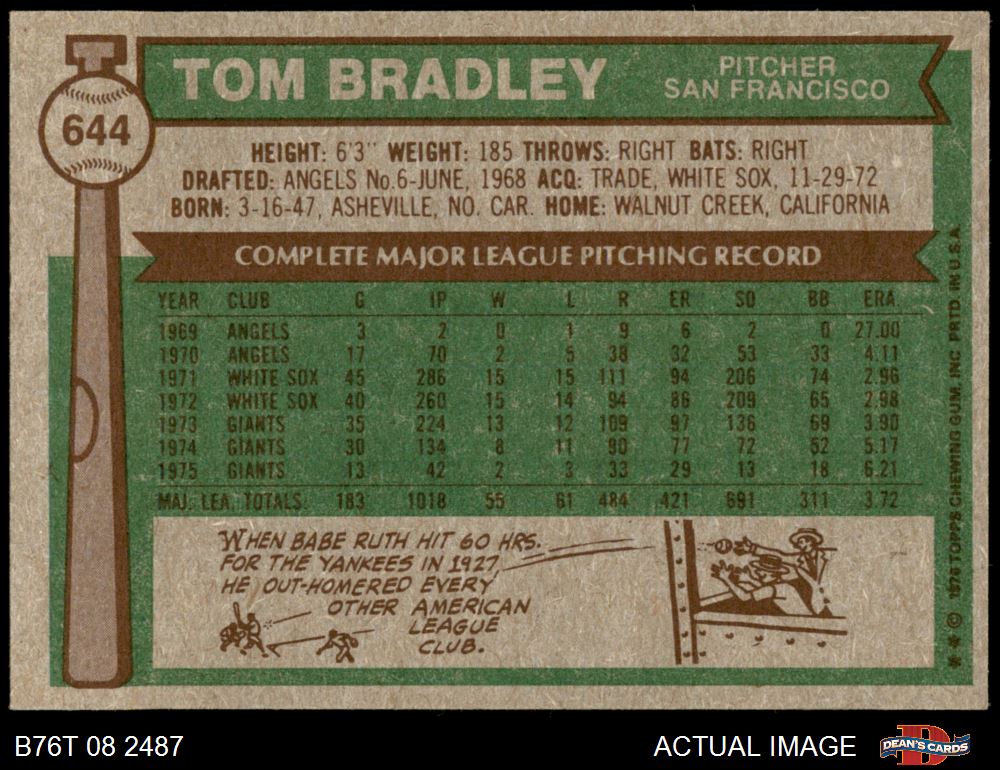 644
TOM BRADLEY
PITCHER
SAN FRANCISCO
HEIGHT: 6'3" WEIGHT: 185 THROWS: RIGHT BATS: RIGHT
DRAFTED: ANGELS No.6-JUNE, 1968 ACQ: TRADE, WHITE SOX, 11-29-72
BORN: 3-16-47, ASHEVILLE, NO. CAR. HOME: WALNUT CREEK, CALIFORNIA
COMPLETE MAJOR LEAGUE PITCHING RECORD
YEAR CLUB G IP W L R ER SO BB ERA
1969 ANGELS 3 2 0 1 9 6 2 0 27.00
1970 ANGELS 17 70 2 5 38 32 53 33 4.11
1971 WHITE SOX 45 286 15 15 111 94 206 74 2.96
1972 WHITE SOX 40 260 15 14 94 86 209 65 2.98
1973 GIANTS 35 224 13 12 109 97 136 69 3.90
1974 GIANTS 30 134 8 11 90 77 72 52 5.17
1975 GIANTS 13 42 2 3 33 29 13 18 6.21
MAJ. LEA. TOTALS 183 1018 55 61 484 421 691 311 3.72
WHEN BABE RUTH HIT 60 HRS.
FOR THE YANKEES IN 1927,
HE OUT-HOMERED EVERY
OTHER AMERICAN
LEAGUE
CLUB.
** © 1976 TOPPS CHEWING GUM, INC. PRTD. IN U.S.A.
B76T 08 2487
ACTUAL IMAGE
D
DEAN'S CARDS